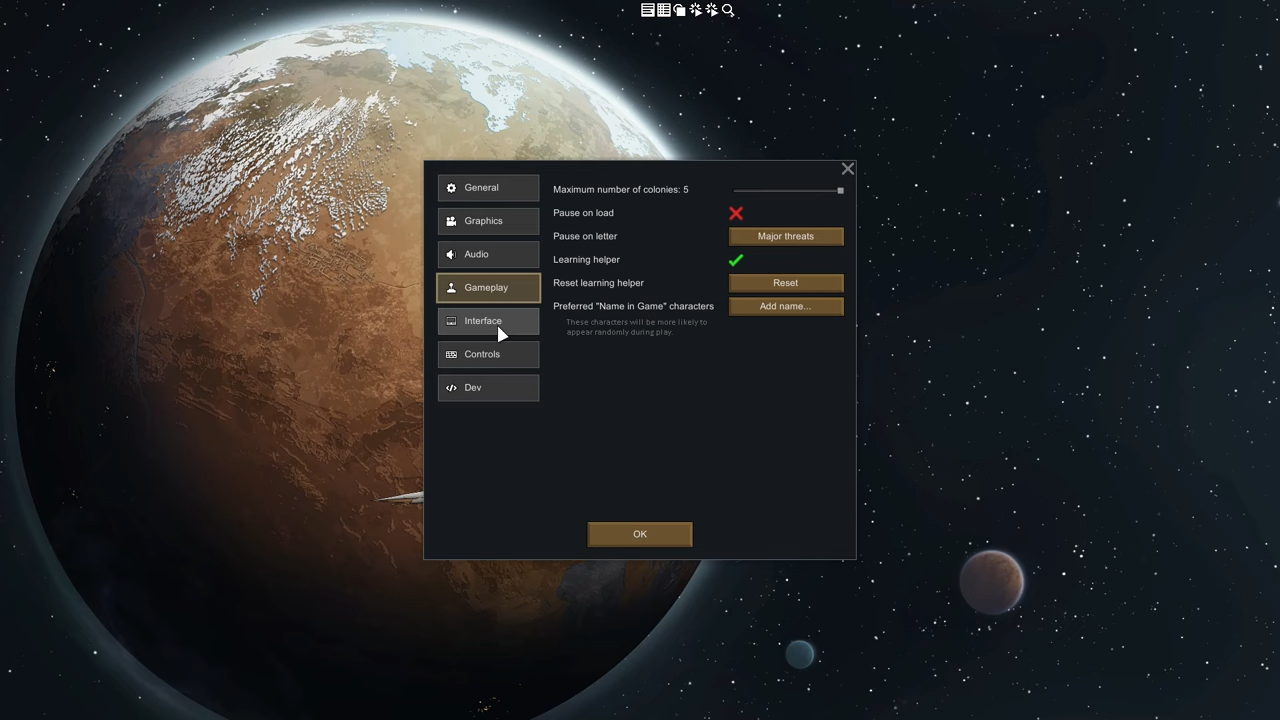 General
Graphics
Audio
Gameplay
Interface
Controls
Dev
Maximum number of colonies: 5
Pause on load
Pause on letter
Major threats
Learning helper
Reset learning helper
Reset
Preferred "Name in Game" characters
Add name...
These characters will be more likely to
appear randomly during play.
OK